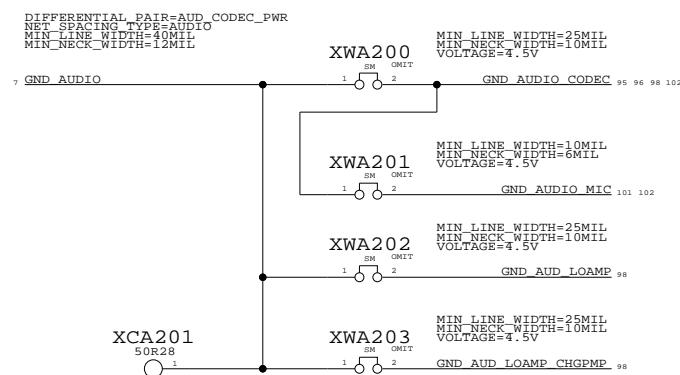 DIFFERENTIAL_PAIR=AUD_CODEC_PWR
NET_SPACING_TYPE=AUDIO
MIN_LINE_WIDTH=40MIL
MIN_NECK_WIDTH=12MIL
7 GND_AUDIO
XWA200
SM OMIT
1 2
MIN_LINE_WIDTH=25MIL
MIN_NECK_WIDTH=10MIL
VOLTAGE=4.5V
GND_AUDIO_CODEC 95 96 98 102
XWA201
SM OMIT
1 2
MIN_LINE_WIDTH=10MIL
MIN_NECK_WIDTH=6MIL
VOLTAGE=4.5V
GND_AUDIO_MIC 101 102
XWA202
SM OMIT
1 2
MIN_LINE_WIDTH=25MIL
MIN_NECK_WIDTH=10MIL
VOLTAGE=4.5V
GND_AUD_LOAMP 98
XCA201
50R28
1
XWA203
SM OMIT
1 2
MIN_LINE_WIDTH=25MIL
MIN_NECK_WIDTH=10MIL
VOLTAGE=4.5V
GND_AUD_LOAMP_CHGPMP 98